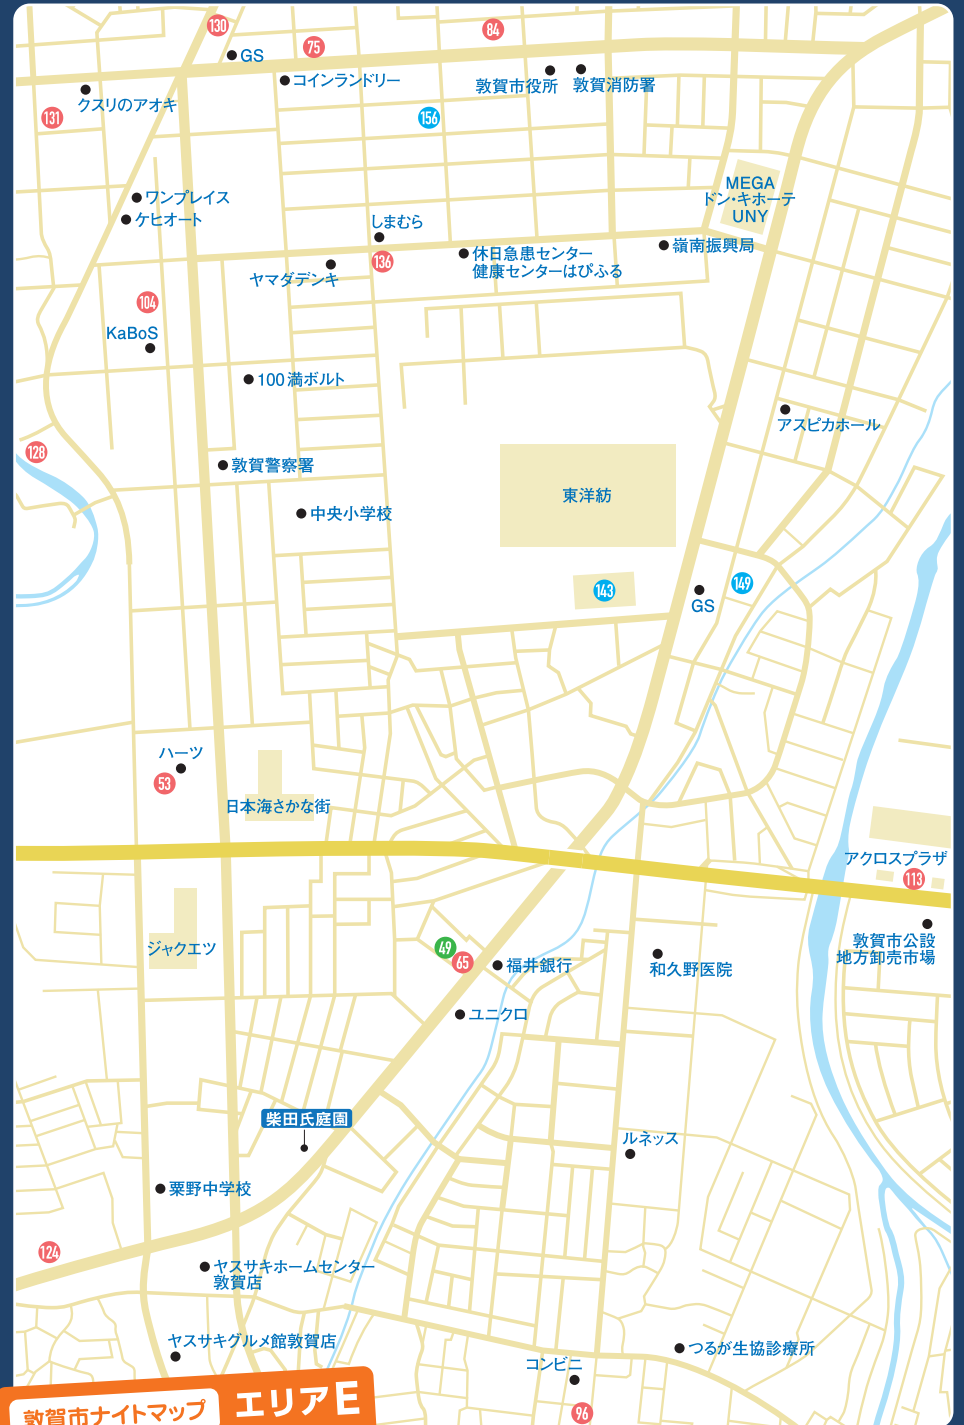 130
84
75
GS
コインランドリー
敦賀市役所
敦賀消防署
クスリのアオキ
131
156
MEGA
ドン・キホーテ
UNY
ワンプレイス
ケヒオート
しまむら
136
休日急患センター
健康センターはぴふる
嶺南振興局
ヤマダデンキ
104
KaBoS
100満ボルト
アスピカホール
128
敦賀警察署
東洋紡
中央小学校
143
149
GS
ハーツ
53
日本海さかな街
アクロスプラザ
113
ジャクエツ
49
65
福井銀行
和久野医院
敦賀市公設
地方卸売市場
ユニクロ
柴田氏庭園
ルネッス
粟野中学校
124
ヤスサキホームセンター
敦賀店
ヤスサキグルメ館敦賀店
つるが生協診療所
コンビニ
96
敦賀市ナイトマップ
エリアE